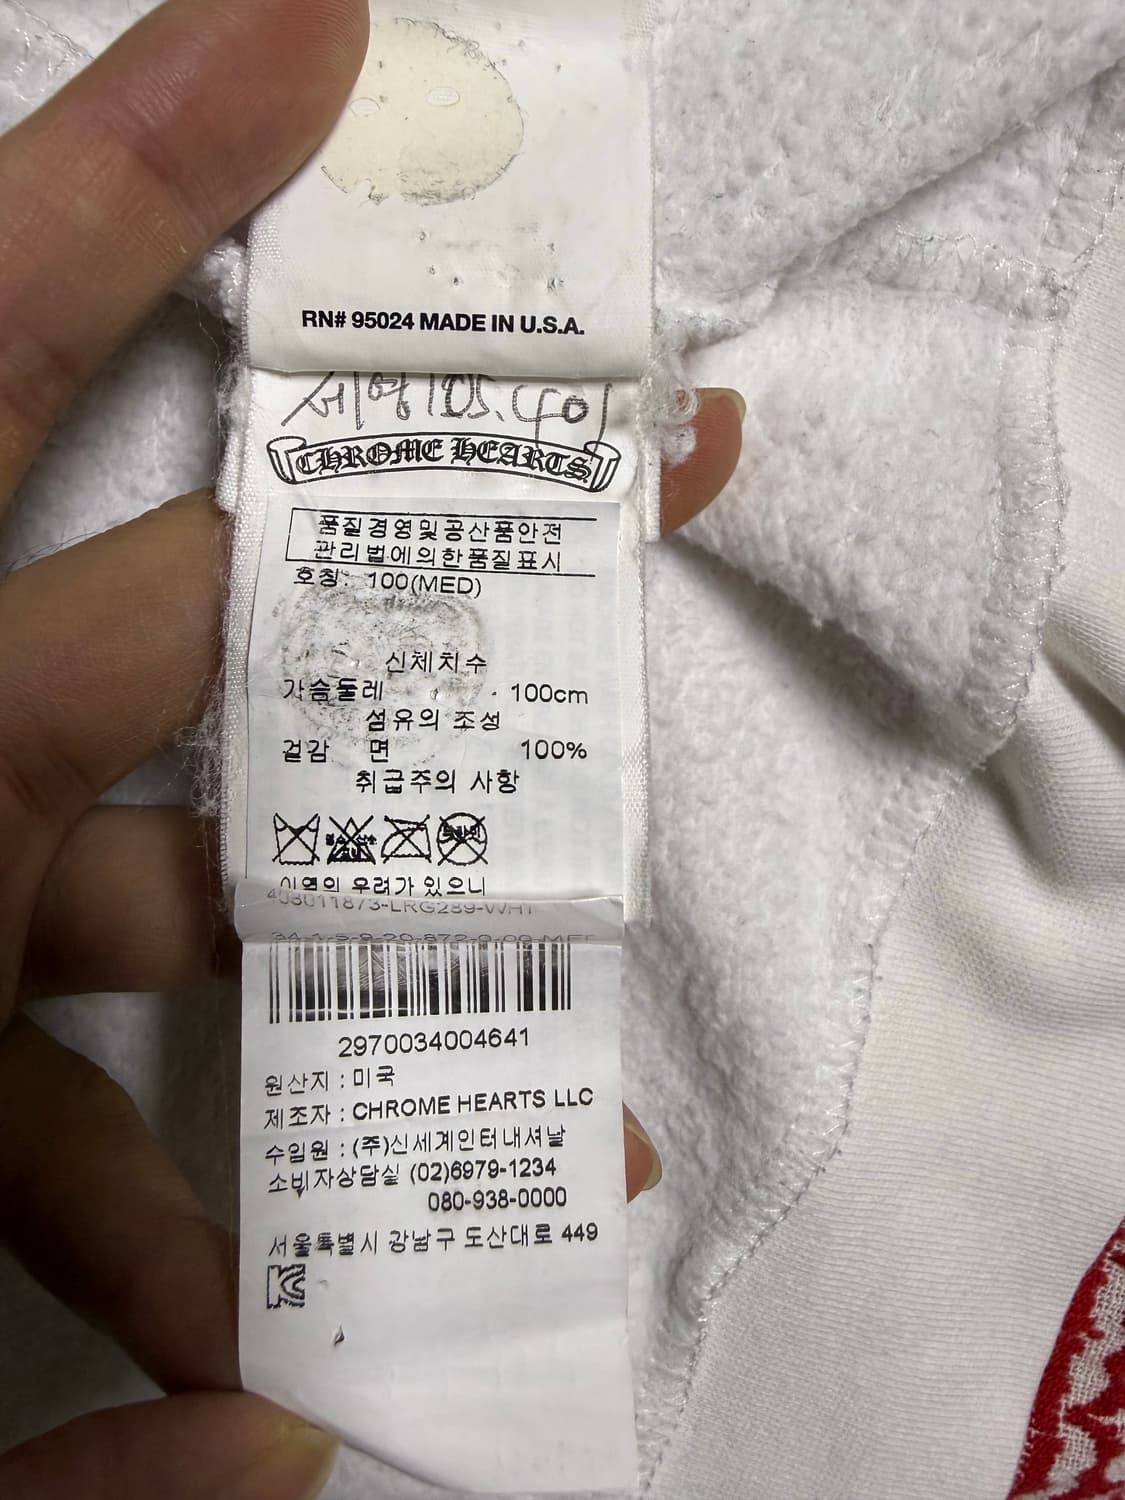 RN# 95024 MADE IN U.S.A.
세영 105.
CHROME HEARTS
품질경영및공산품안전
관리법에의한품질표시
호칭: 100(MED)
신체치수
가슴둘레 100cm
섬유의 조성
겉감 면 100%
취급주의 사항
이염의 우려가 있으니
408011873-LRG289-WHT
2970034004641
원산지 : 미국
제조자 : CHROME HEARTS LLC
수입원 : (주)신세계인터내셔날
소비자상담실 (02)6979-1234
080-938-0000
서울특별시 강남구 도산대로 449